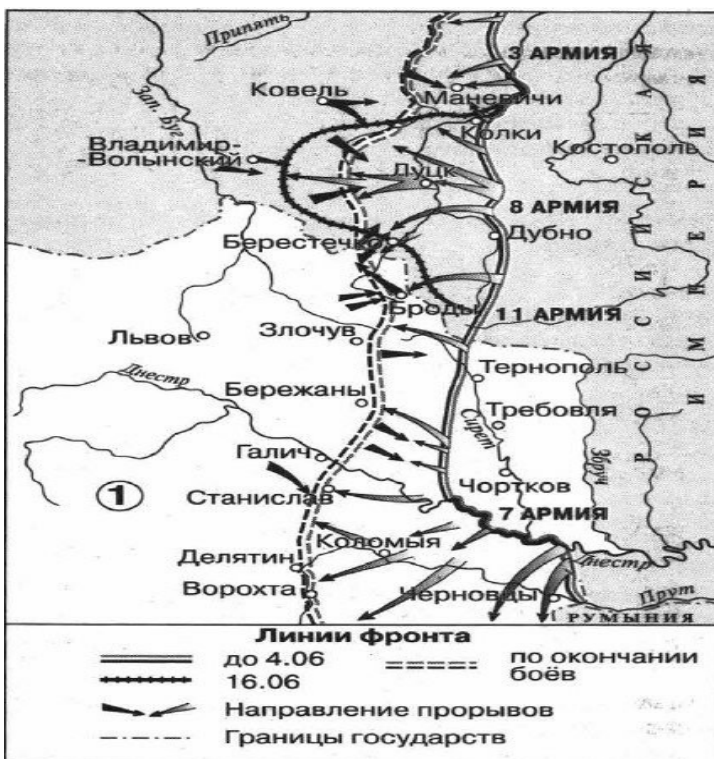 Припять
3 АРМИЯ
Ковель
Маневичи
Зап. Буг
Колки
Владимир-
-Волынский
Костополь
Луцк
8 АРМИЯ
Дубно
Берестечко
Броды
11 АРМИЯ
Львов
Злочув
РОССИЙСКАЯ
ИМПЕРИЯ
Днестр
Тернополь
Бережаны
Требовля
Серет
Збруч
Галич
1
Чортков
Станислав
7 АРМИЯ
Коломыя
Делятин
Днестр
Ворохта
Черновцы
Прут
РУМЫНИЯ
Линии фронта
до 4.06
по окончании
боёв
16.06
Направление прорывов
Границы государств